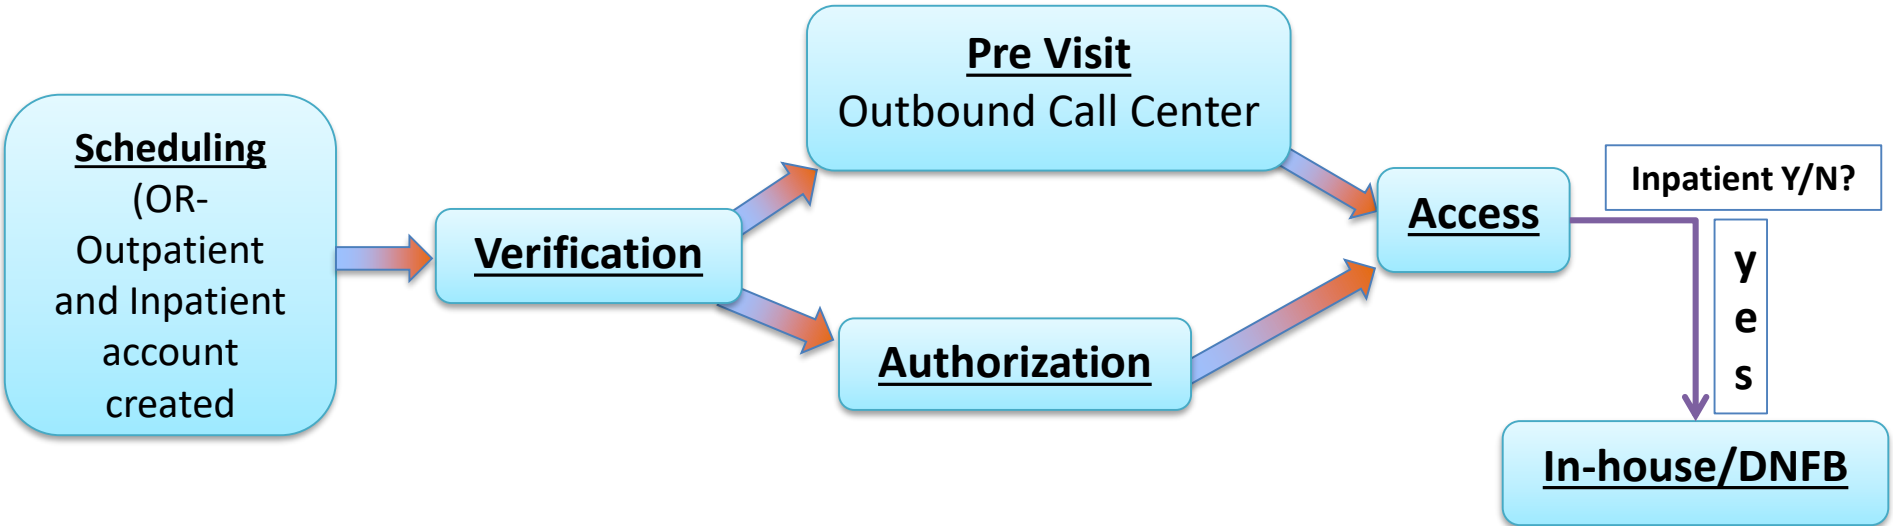 Scheduling
(OR-
Outpatient
and Inpatient
account
created
Verification
Pre Visit
Outbound Call Center
Authorization
Access
Inpatient Y/N?
y
e
s
In-house/DNFB